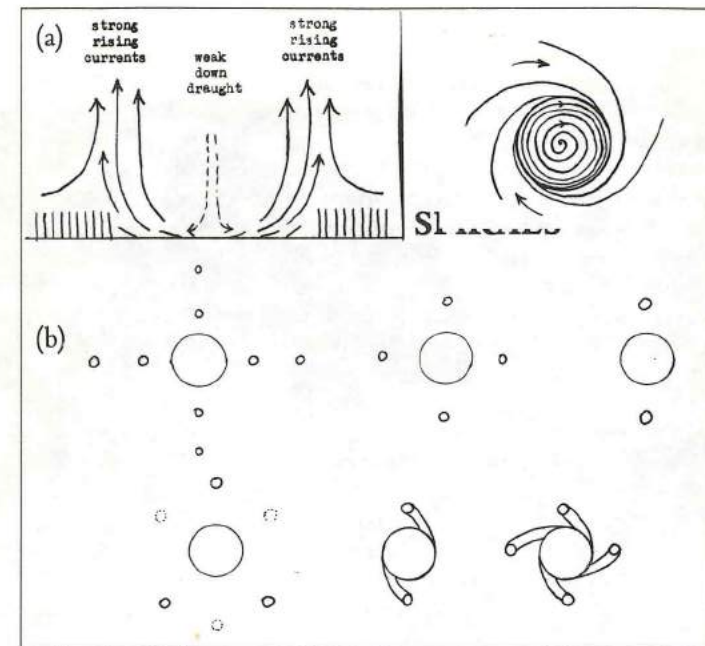 (a)
strong
rising
currents
weak
down
draught
strong
rising
currents
(b)